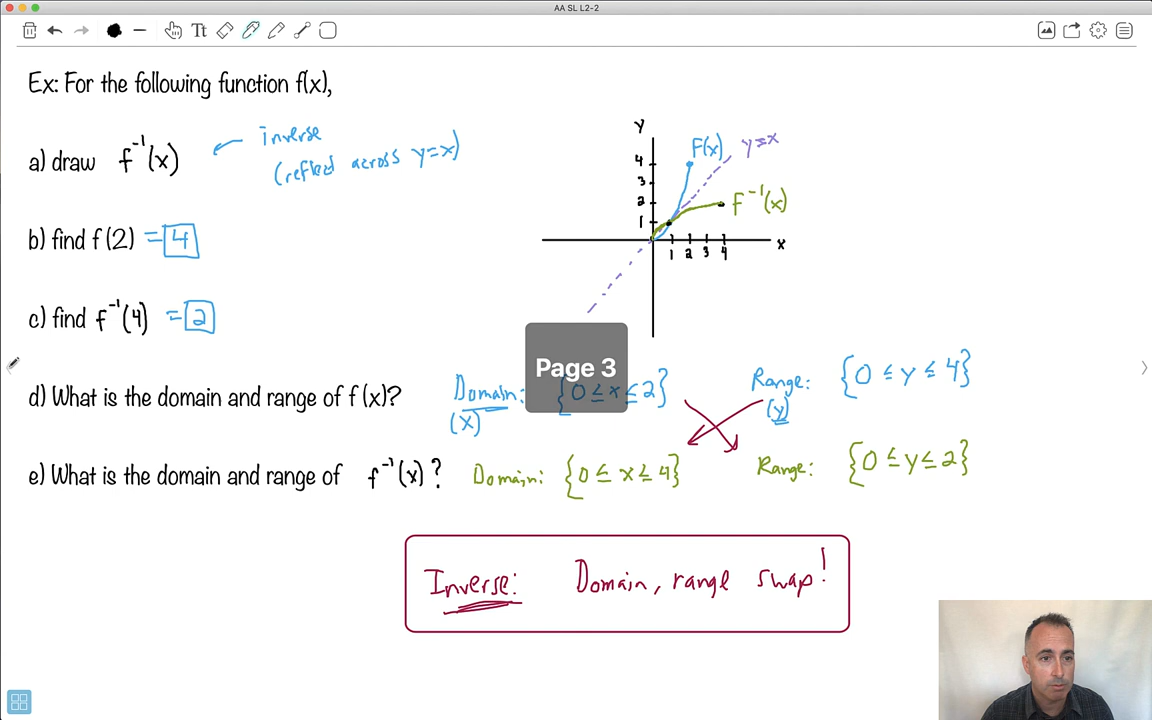 AA SL L2-2
Tt
Ex: For the following function f(x),
a) draw f⁻¹(x)
inverse
(reflect across y=x)
b) find f(2) = 4
c) find f⁻¹(4) = 2
y
4
3
2
1
1 2 3 4
x
F(x)
y=x
F⁻¹(x)
Page 3
d) What is the domain and range of f(x)? Domain: {0 ≤ x ≤ 2} Range: {0 ≤ y ≤ 4}
(x) (y)
e) What is the domain and range of f⁻¹(x)? Domain: {0 ≤ x ≤ 4} Range: {0 ≤ y ≤ 2}
Inverse: Domain, range swap!